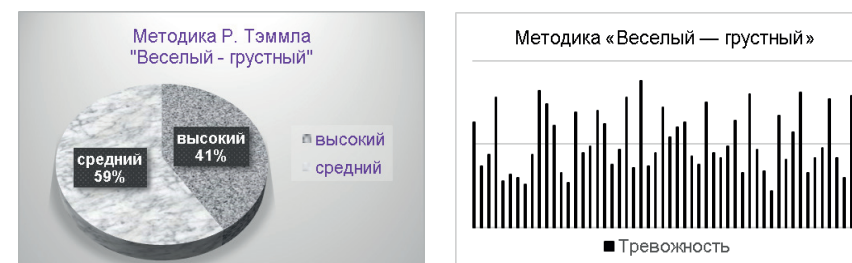 Методика Р. Тэммла
"Веселый - грустный"
высокий
41%
средний
59%
высокий
средний
Методика «Веселый — грустный»
Тревожность